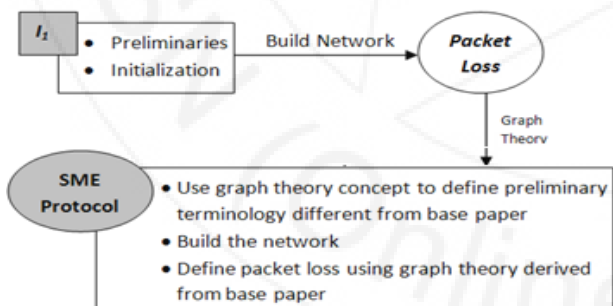 I1
• Preliminaries
• Initialization
Build Network
Packet
Loss
Graph
Theory
SME
Protocol
• Use graph theory concept to define preliminary
terminology different from base paper
• Build the network
• Define packet loss using graph theory derived
from base paper